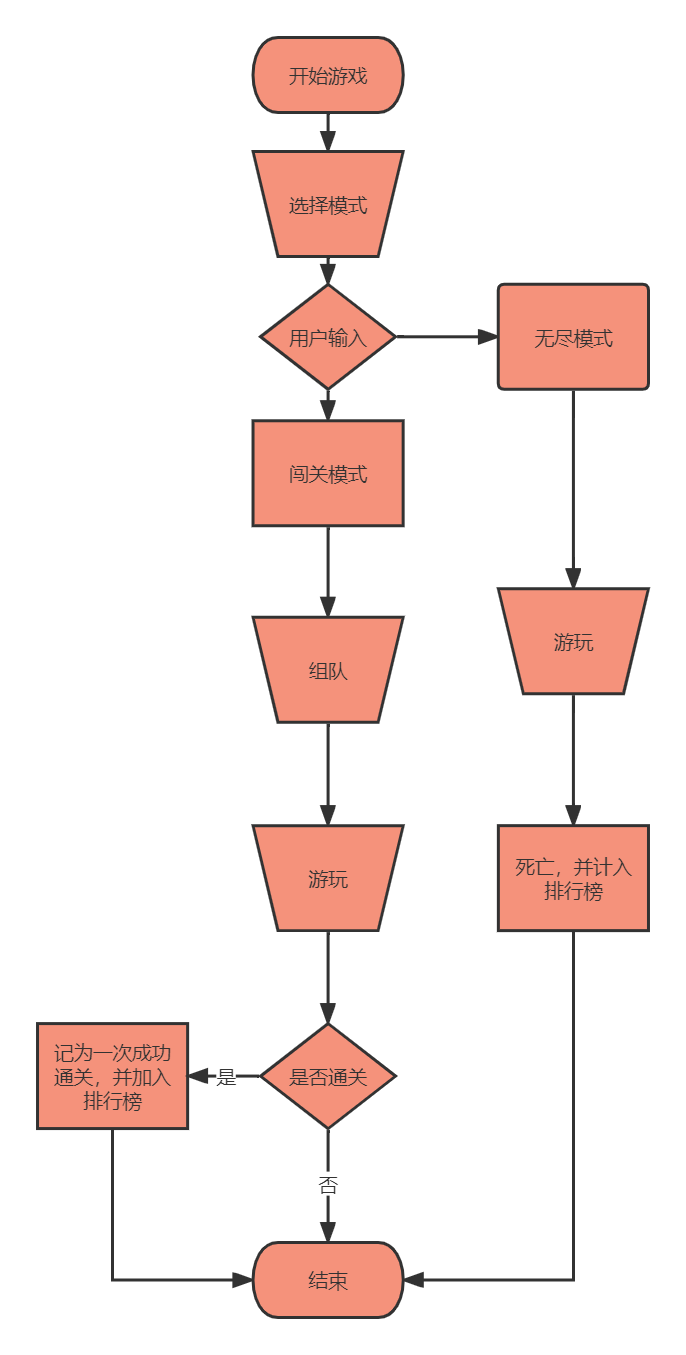 开始游戏
选择模式
用户输入
无尽模式
闯关模式
游玩
组队
游玩
死亡，并计入
排行榜
记为一次成功
通关，并加入
排行榜
是
是否通关
否
结束